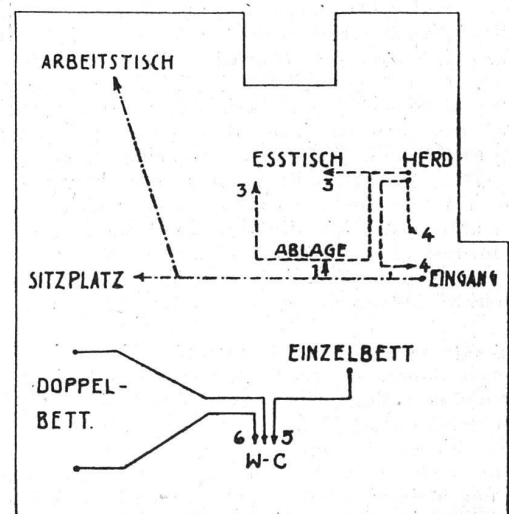 ARBEITSTISCH
ESSTISCH HERD
3 3
4
ABLAGE
1 4
SITZPLATZ EINGANG
EINZELBETT
DOPPEL-
BETT.
6 5
W-C